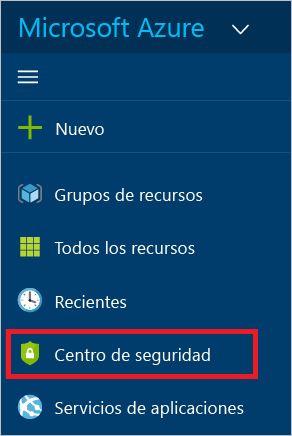 Microsoft Azure
Nuevo
Grupos de recursos
Todos los recursos
Recientes
Centro de seguridad
Servicios de aplicaciones